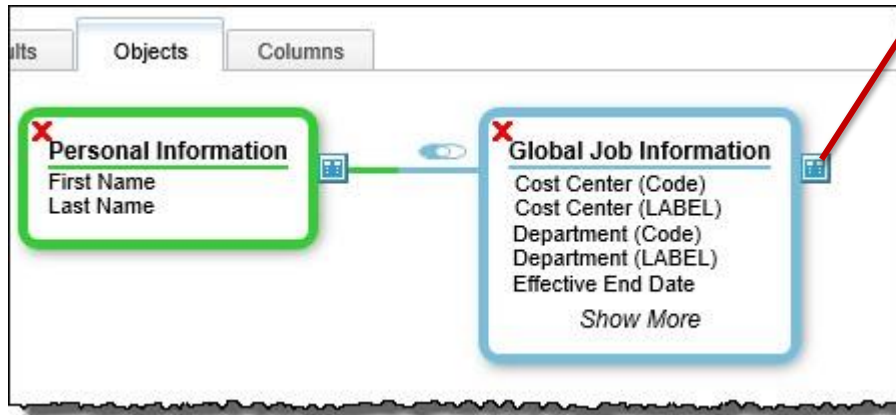 Objects
Columns
Personal Information
First Name
Last Name
Global Job Information
Cost Center (Code)
Cost Center (LABEL)
Department (Code)
Department (LABEL)
Effective End Date
Show More